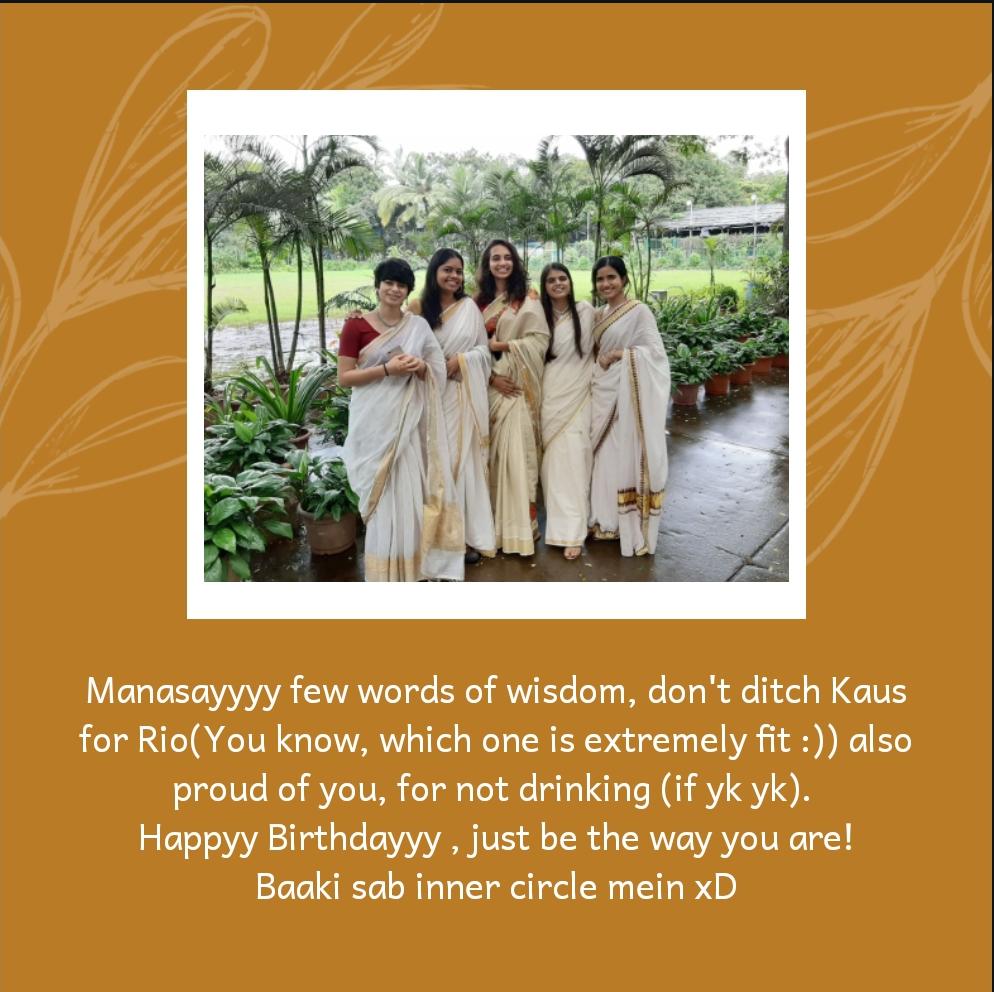 Manasayyyy few words of wisdom, don't ditch Kaus
for Rio(You know, which one is extremely fit :)) also
proud of you, for not drinking (if yk yk).
Happyy Birthdayyy , just be the way you are!
Baaki sab inner circle mein xD